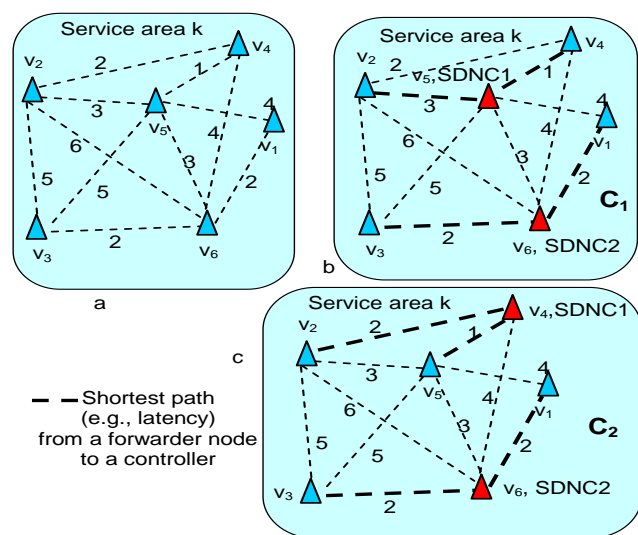 Service area k
v4
v2
2
1
3
v5
4
v1
6
4
3
2
5
5
v3
2
v6
a
Service area k
v4
v2
2
v5, SDNC1
1
3
4
v1
6
4
3
2
5
5
C1
v3
2
v6, SDNC2
b
Service area k
v4,SDNC1
v2
2
1
c
3
v5
4
v1
6
4
3
2
C2
5
5
v3
2
v6, SDNC2
Shortest path
(e.g., latency)
from a forwarder node
to a controller